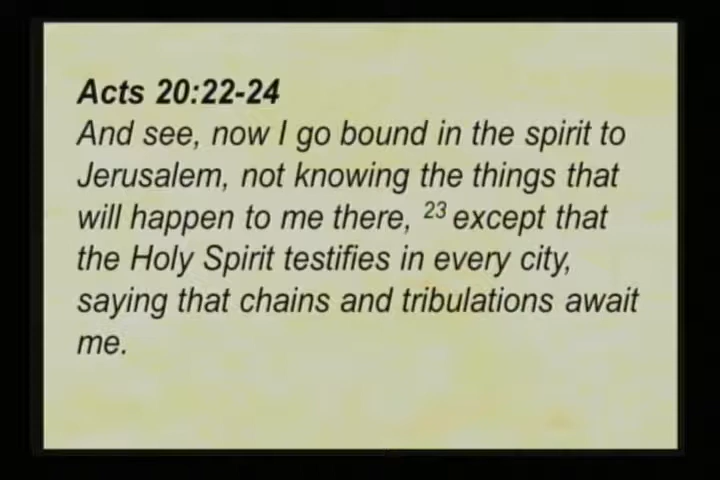 Acts 20:22-24
And see, now I go bound in the spirit to
Jerusalem, not knowing the things that
will happen to me there, 23 except that
the Holy Spirit testifies in every city,
saying that chains and tribulations await
me.